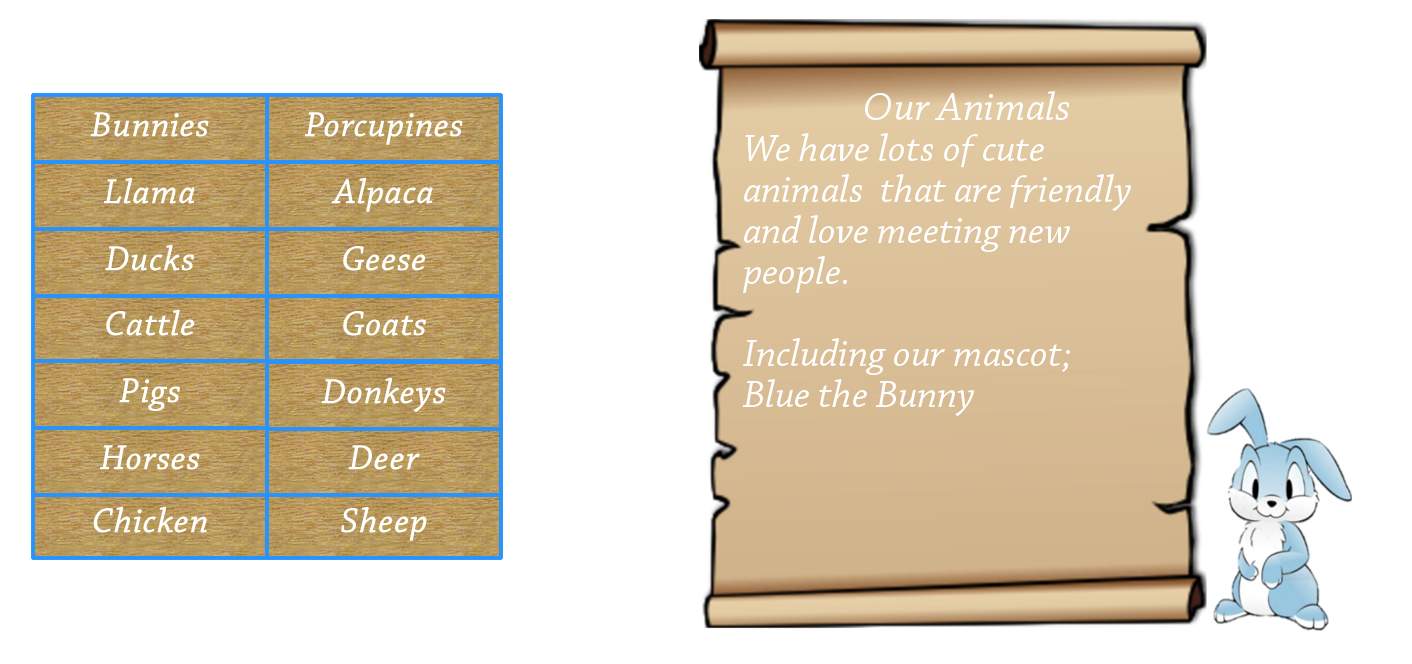 Bunnies Porcupines
Llama Alpaca
Ducks Geese
Cattle Goats
Pigs Donkeys
Horses Deer
Chicken Sheep
Our Animals
We have lots of cute
animals that are friendly
and love meeting new
people.
Including our mascot;
Blue the Bunny